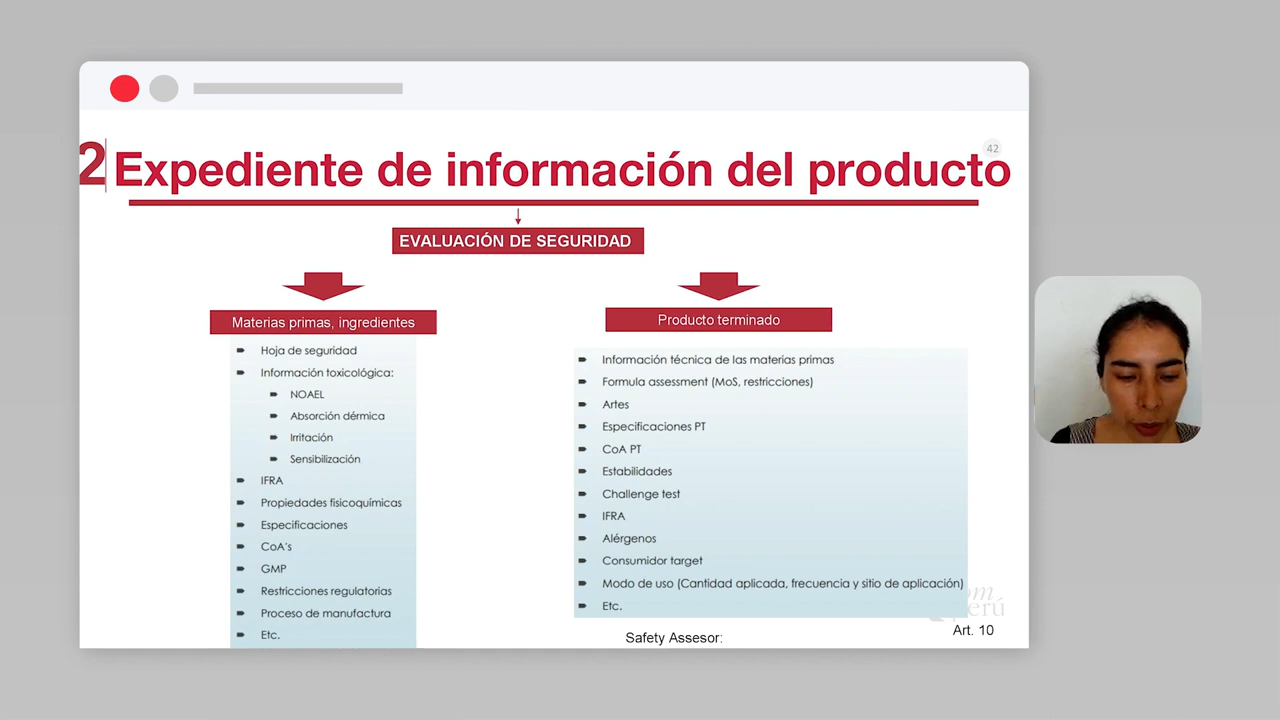 42
2 Expediente de información del producto
EVALUACIÓN DE SEGURIDAD
Materias primas, ingredientes
Hoja de seguridad
Información toxicológica:
NOAEL
Absorción dérmica
Irritación
Sensibilización
IFRA
Propiedades fisicoquímicas
Especificaciones
CoA's
GMP
Restricciones regulatorias
Proceso de manufactura
Etc.
Producto terminado
Información técnica de las materias primas
Formula assessment (MoS, restricciones)
Artes
Especificaciones PT
CoA PT
Estabilidades
Challenge test
IFRA
Alérgenos
Consumidor target
Modo de uso (Cantidad aplicada, frecuencia y sitio de aplicación)
Etc.
Safety Assesor:
Art. 10